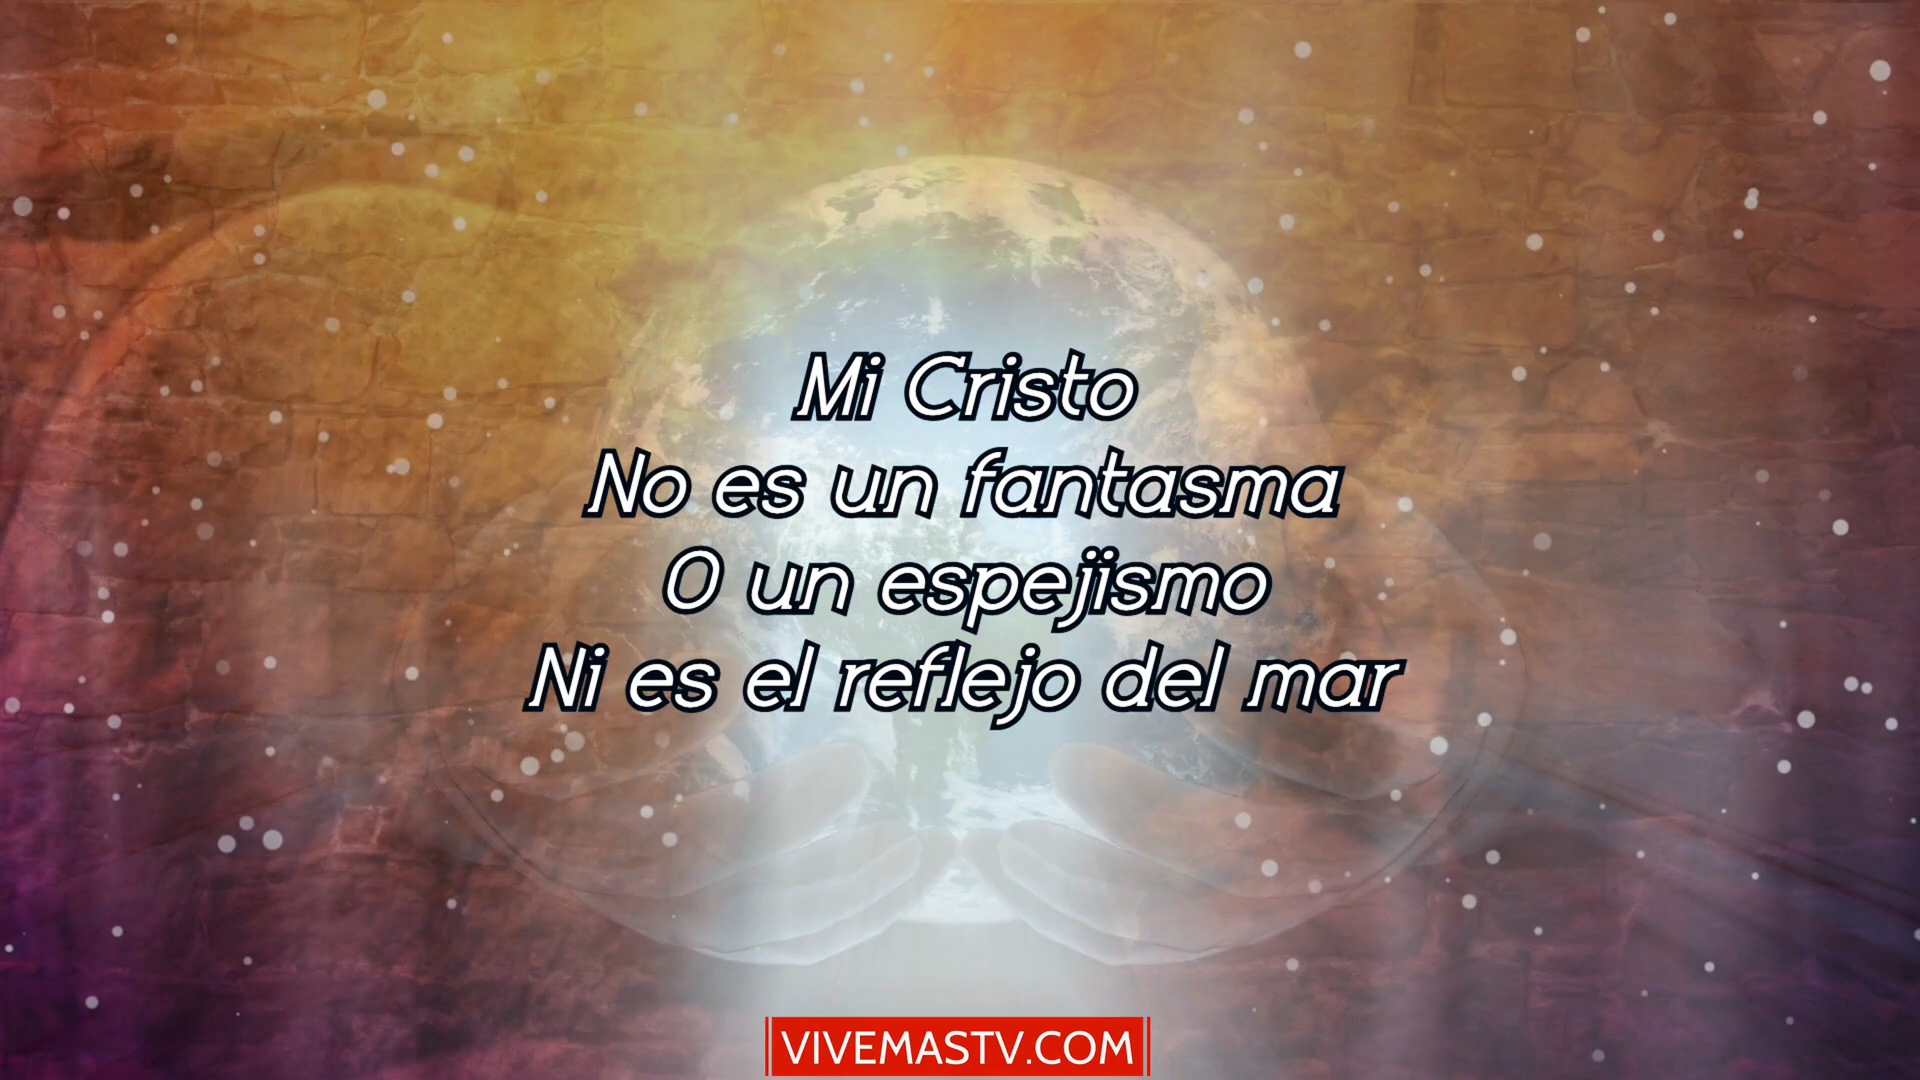 Mi Cristo
No es un fantasma
O un espejismo
Ni es el reflejo del mar
VIVEMASTV.COM